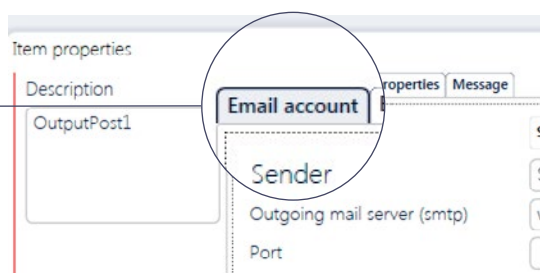 Item properties
Description
OutputPost1
Email account
roperties
Message
Sender
Outgoing mail server (smtp)
Port